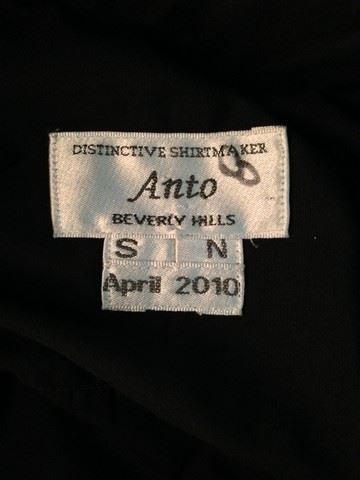 DISTINCTIVE SHIRTMAKER
Anto
BEVERLY HILLS
S N
April 2010